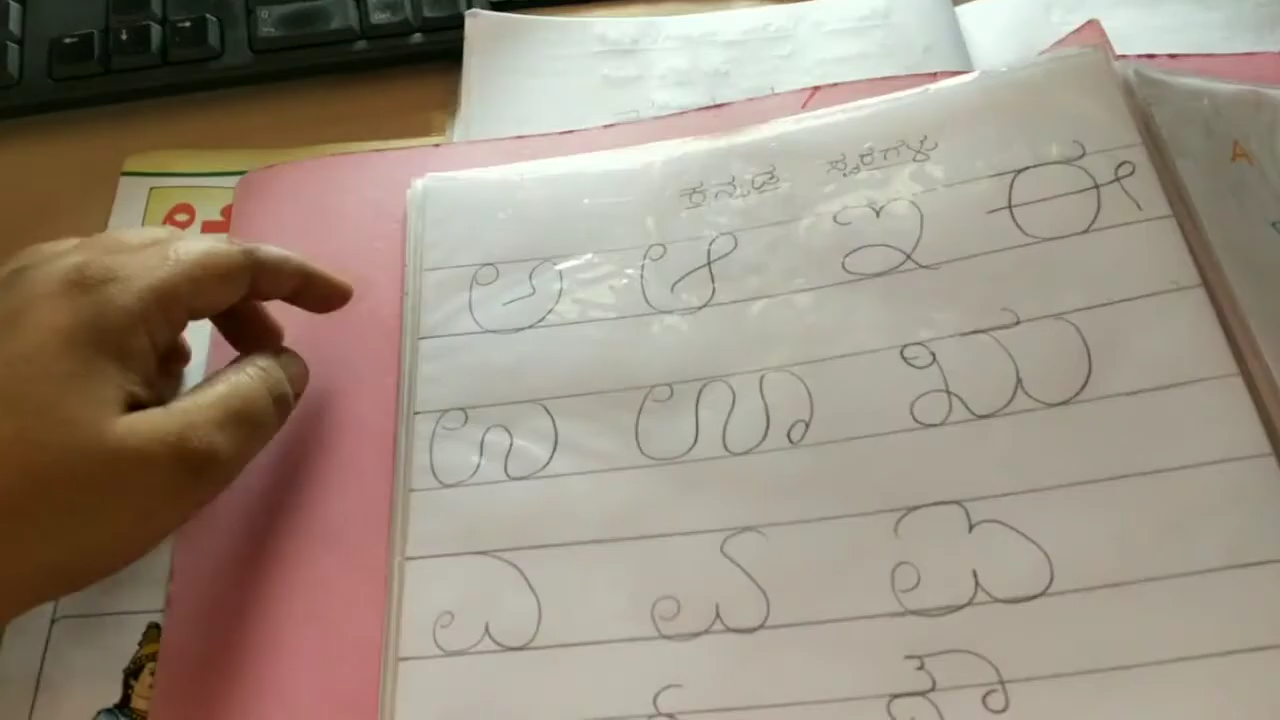 ಕನ್ನಡ ಸ್ವರಗಳು
ಅ ಆ ಇ ಈ
ಉ ಊ ಋ
ಎ ಏ ಐ
A